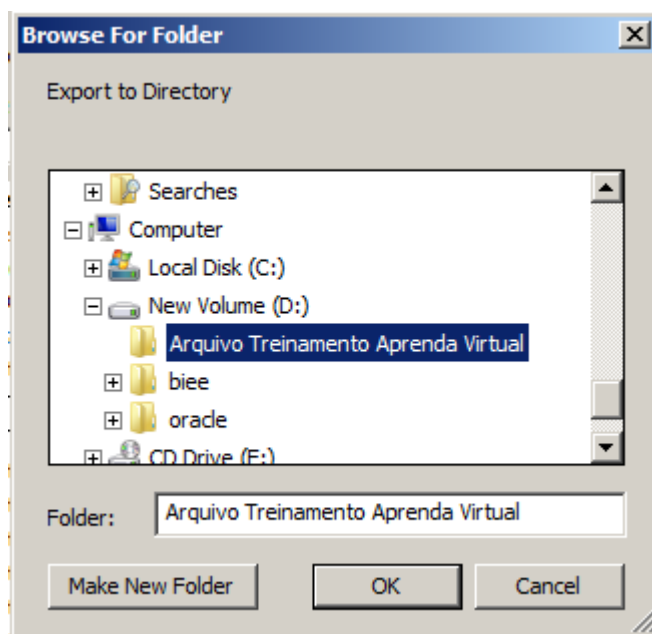 Browse For Folder
Export to Directory
Searches
Computer
Local Disk (C:)
New Volume (D:)
Arquivo Treinamento Aprenda Virtual
biee
oracle
CD Drive (E:)
Folder: Arquivo Treinamento Aprenda Virtual
Make New Folder OK Cancel